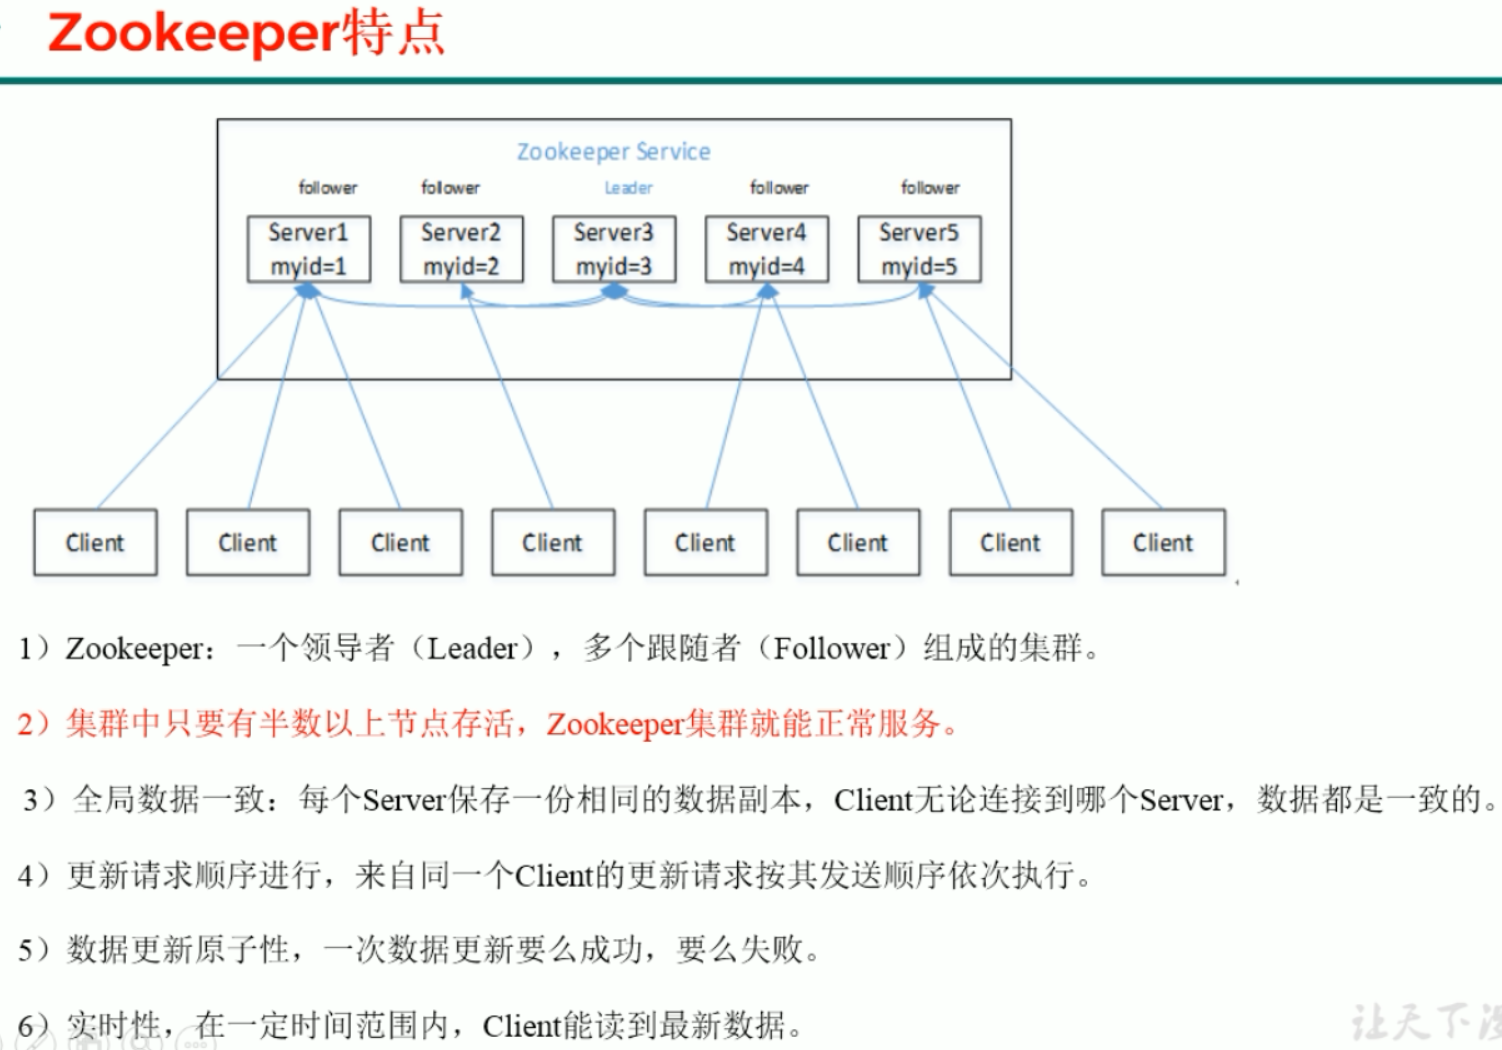 Zookeeper特点
Zookeeper Service
follower follower Leader follower follower
Server1 Server2 Server3 Server4 Server5
myid=1 myid=2 myid=3 myid=4 myid=5
Client Client Client Client Client Client Client Client
1）Zookeeper：一个领导者（Leader），多个跟随者（Follower）组成的集群。
2）集群中只要有半数以上节点存活，Zookeeper集群就能正常服务。
3）全局数据一致：每个Server保存一份相同的数据副本，Client无论连接到哪个Server，数据都是一致的。
4）更新请求顺序进行，来自同一个Client的更新请求按其发送顺序依次执行。
5）数据更新原子性，一次数据更新要么成功，要么失败。
6）实时性，在一定时间范围内，Client能读到最新数据。
让天下